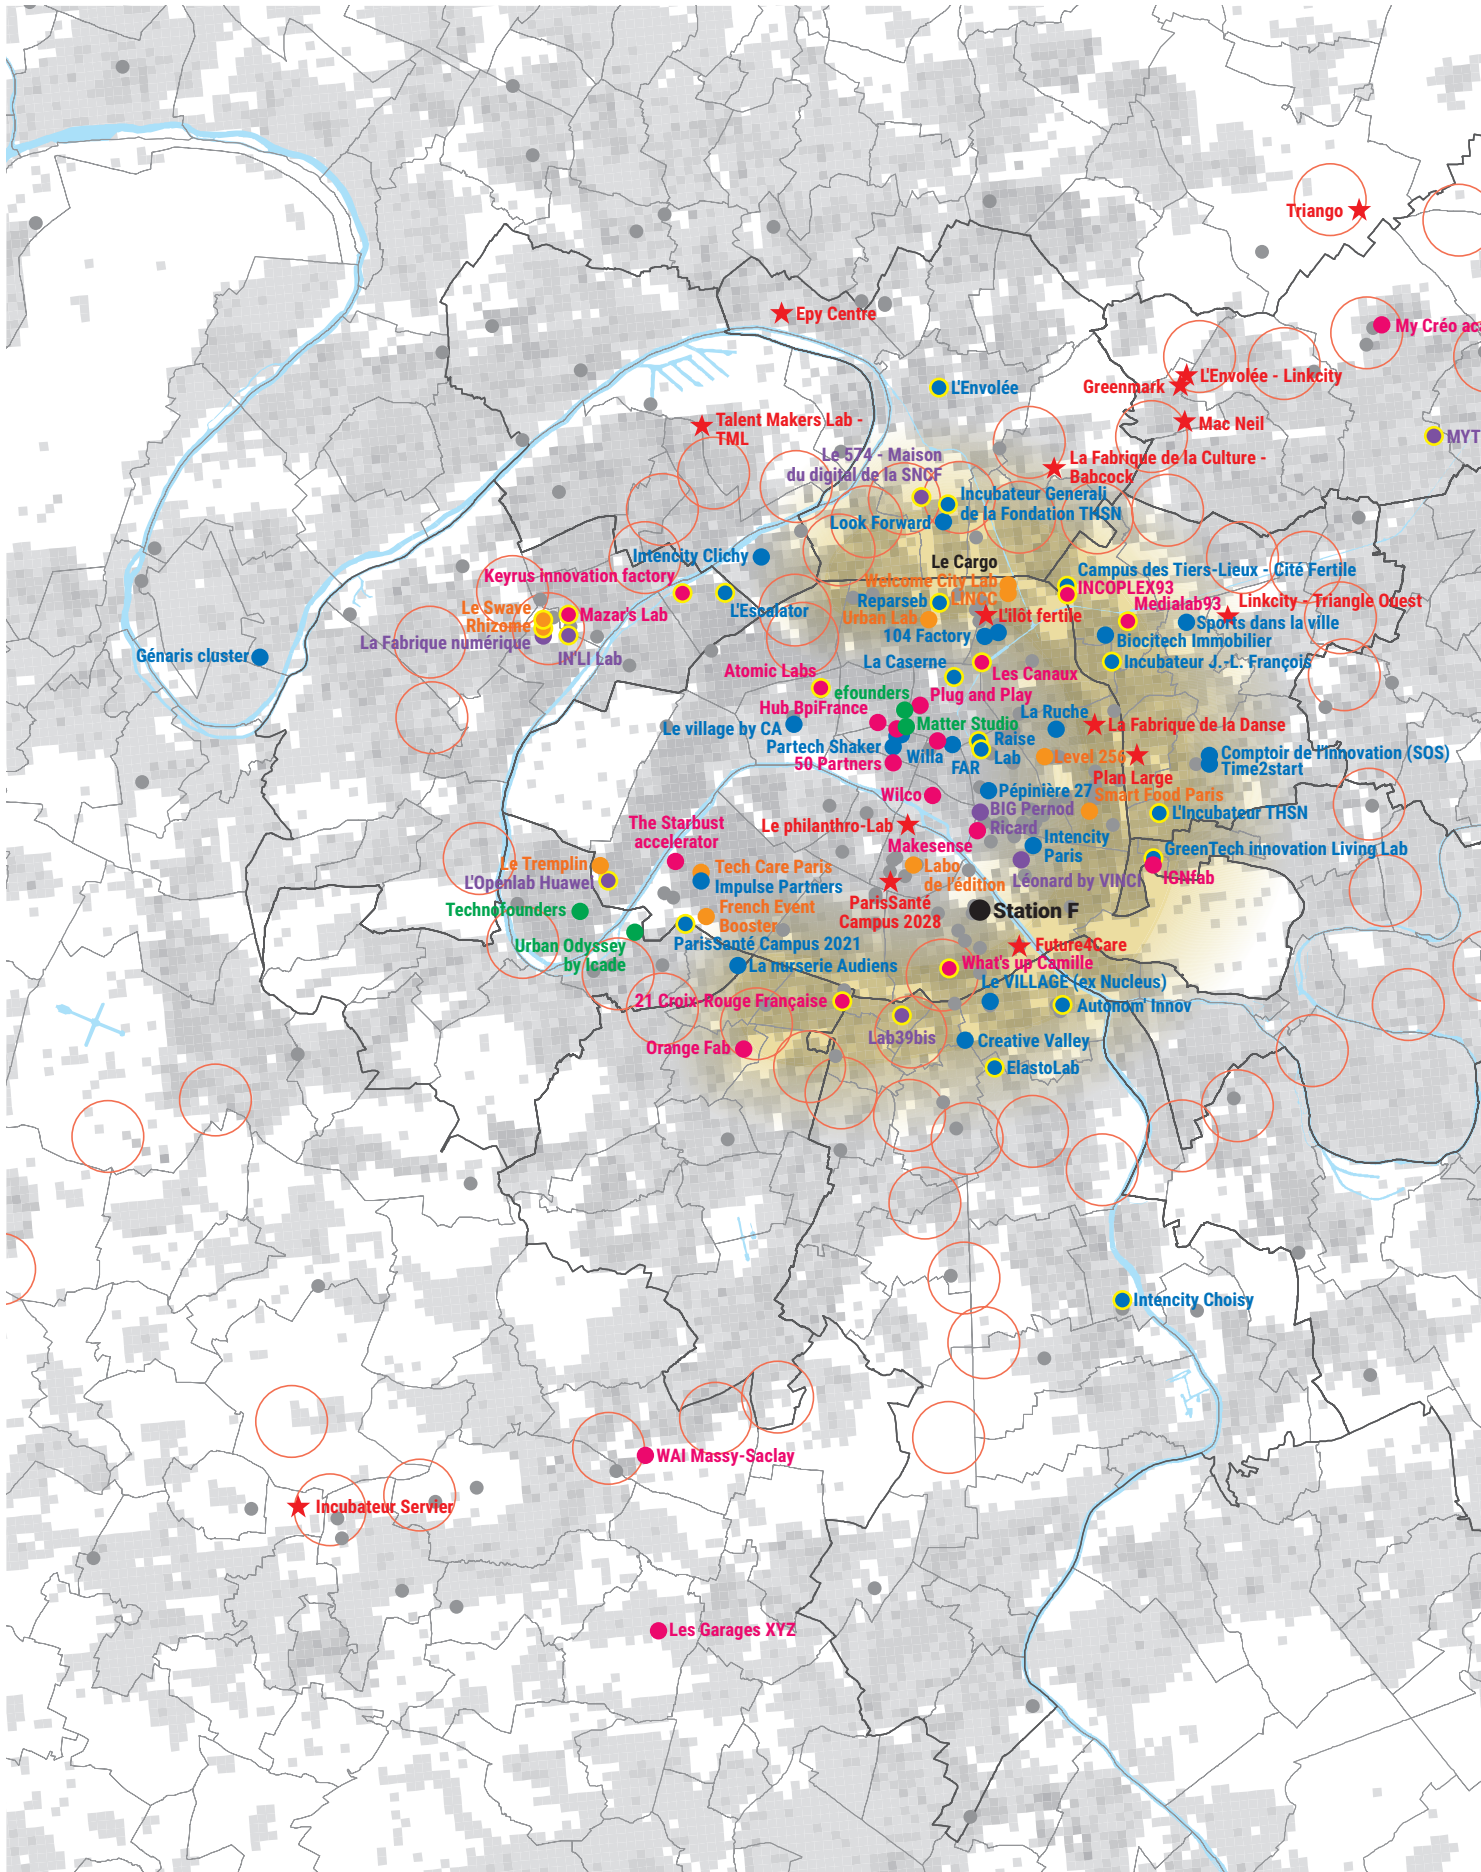 Triango
Epy Centre
My Créo
L'Envolée - Linkcity
Greenmark
L'Envolée
Mac Neil
MYT
Talent Makers Lab -
TML
Le 574 - Maison
du digital de la SNCF
La Fabrique de la Culture -
Babcock
Incubateur Generali
de la Fondation THSN
Look Forward
Intencity Clichy
Le Cargo
Campus des Tiers-Lieux - Cité Fertile
Keyrus innovation factory
Welcome City Lab
INCOPLEX93
L'Escalator
Reparseb
LINCC
Medialab93
Linkcity - Triangle Ouest
Le Swave
Rhizome
Mazar's Lab
Urban Lab
L'îlôt fertile
Sports dans la ville
La Fabrique numérique
104 Factory
Biocitech Immobilier
Génaris cluster
IN'LI Lab
La Caserne
Les Canaux
Incubateur J.-L. François
Atomic Labs
efounders
Plug and Play
Hub BpiFrance
La Ruche
Le village by CA
Matter Studio
La Fabrique de la Danse
Partech Shaker
Willa
Raise
Lab
50 Partners
FAR
Level 256
Comptoir de l'Innovation (SOS)
Time2start
Plan Large
Wilco
Pépinière 27
Smart Food Paris
BIG Pernod
Ricard
L'Incubateur THSN
The Starbust
accelerator
Le philanthro-Lab
Makesense
Intencity
Paris
GreenTech innovation Living Lab
Le Tremplin
Tech Care Paris
Labo
de l'édition
Léonard by VINCI
IGNfab
L'Openlab Huawei
Impulse Partners
ParisSanté
Campus 2028
Technofounders
French Event
Booster
Station F
Urban Odyssey
by Icade
ParisSanté Campus 2021
Future4Care
La nurserie Audiens
What's up Camille
Le VILLAGE (ex Nucleus)
21 Croix-Rouge Française
Autonom' Innov
Lab39bis
Creative Valley
Orange Fab
ElastoLab
Intencity Choisy
WAI Massy-Saclay
Incubateur Servier
Les Garages XYZ